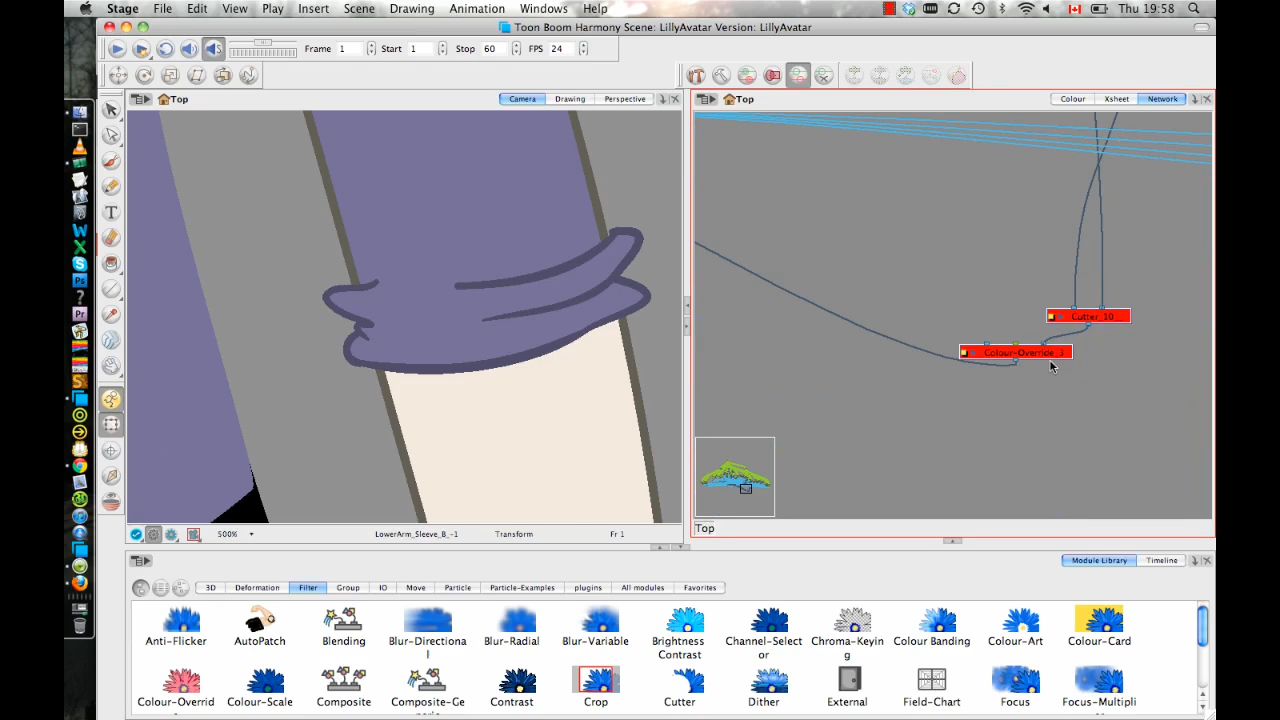 Stage File Edit View Play Insert Scene Drawing Animation Windows Help Thu 19:58
Toon Boom Harmony Scene: LillyAvatar Version: LillyAvatar
Frame 1 Start 1 Stop 60 FPS 24
Top Camera Drawing Perspective
Top Colour Xsheet Network
T
Cutter_10_
Colour-Override_3
Top
500% LowerArm_Sleeve_B_-1 Transform Fr 1
Module Library Timeline
3D Deformation Filter Group IO Move Particle Particle-Examples plugins All modules Favorites
Anti-Flicker AutoPatch Blending Blur-Directiona
l Blur-Radial Blur-Variable Brightness
Contrast Channel-Select
or Chroma-Keyin
g Colour Banding Colour-Art Colour-Card
Colour-Overrid
Colour-Scale Composite Composite-Ge
Contrast Crop Cutter Dither External Field-Chart Focus Focus-Multipli